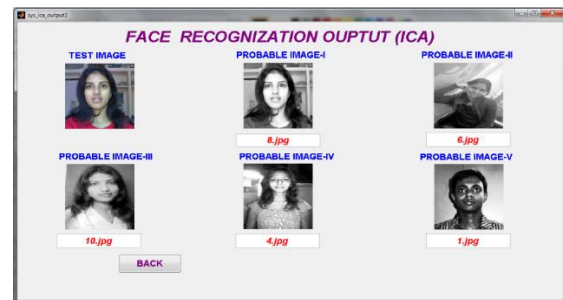 sys_ica_output1
FACE RECOGNIZATION OUPTUT (ICA)
TEST IMAGE
PROBABLE IMAGE-I
PROBABLE IMAGE-II
8.jpg
6.jpg
PROBABLE IMAGE-III
PROBABLE IMAGE-IV
PROBABLE IMAGE-V
10.jpg
4.jpg
1.jpg
BACK